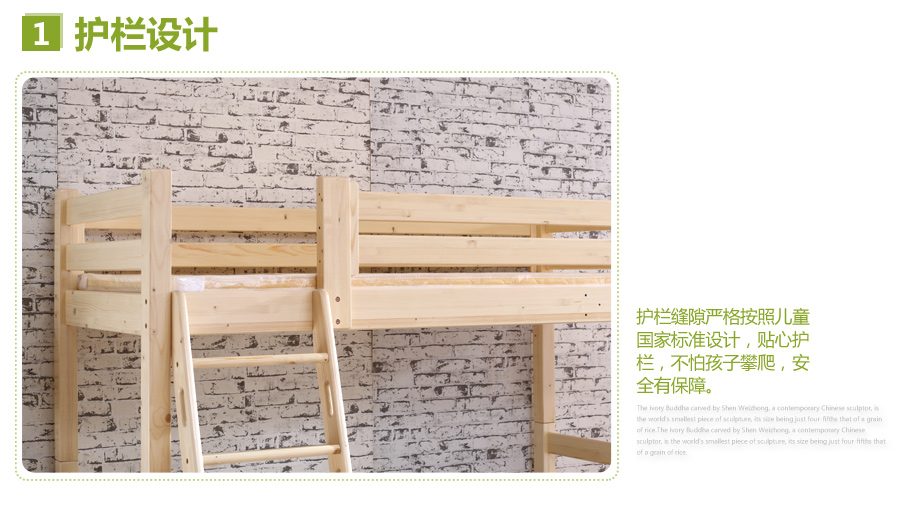 1 护栏设计
护栏缝隙严格按照儿童
国家标准设计，贴心护
栏，不怕孩子攀爬，安
全有保障。
The Ivory Buddha carved by Shen Weizhong, a contemporary Chinese sculptor, is
the world's smallest piece of sculpture, its size being just four-fifths that of a grain
of rice.The Ivory Buddha carved by Shen Weizhong, a contemporary Chinese
sculptor, is the world's smallest piece of sculpture, its size being just four-fifths that
of a grain of rice.